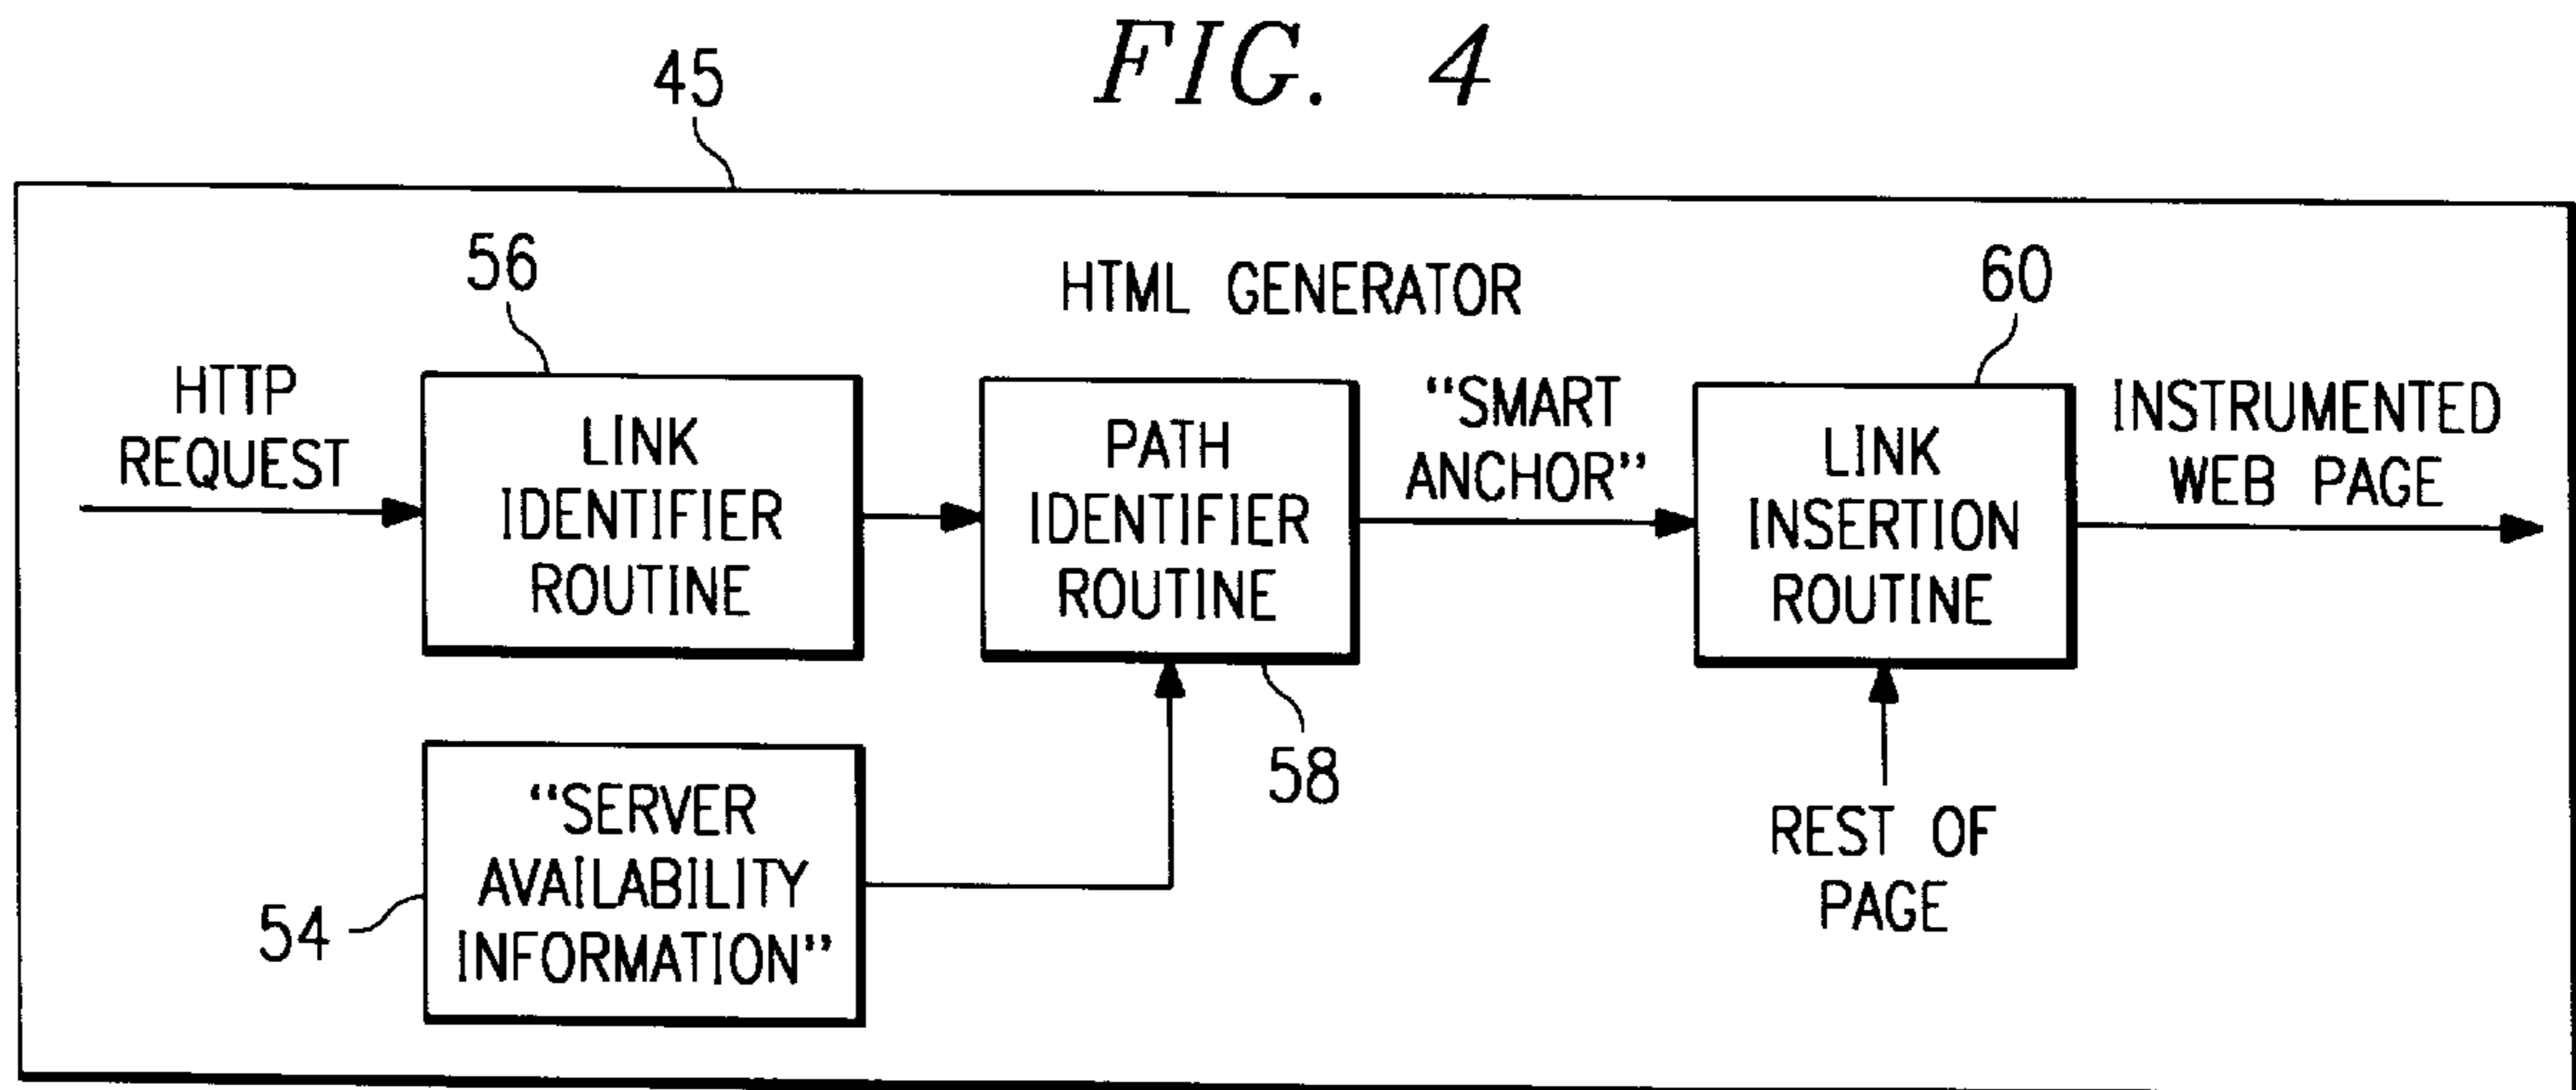 FIG. 4
45
HTML GENERATOR
HTTP
REQUEST
56
LINK
IDENTIFIER
ROUTINE
PATH
IDENTIFIER
ROUTINE
58
“SMART
ANCHOR”
60
LINK
INSERTION
ROUTINE
INSTRUMENTED
WEB PAGE
54
“SERVER
AVAILABILITY
INFORMATION”
REST OF
PAGE